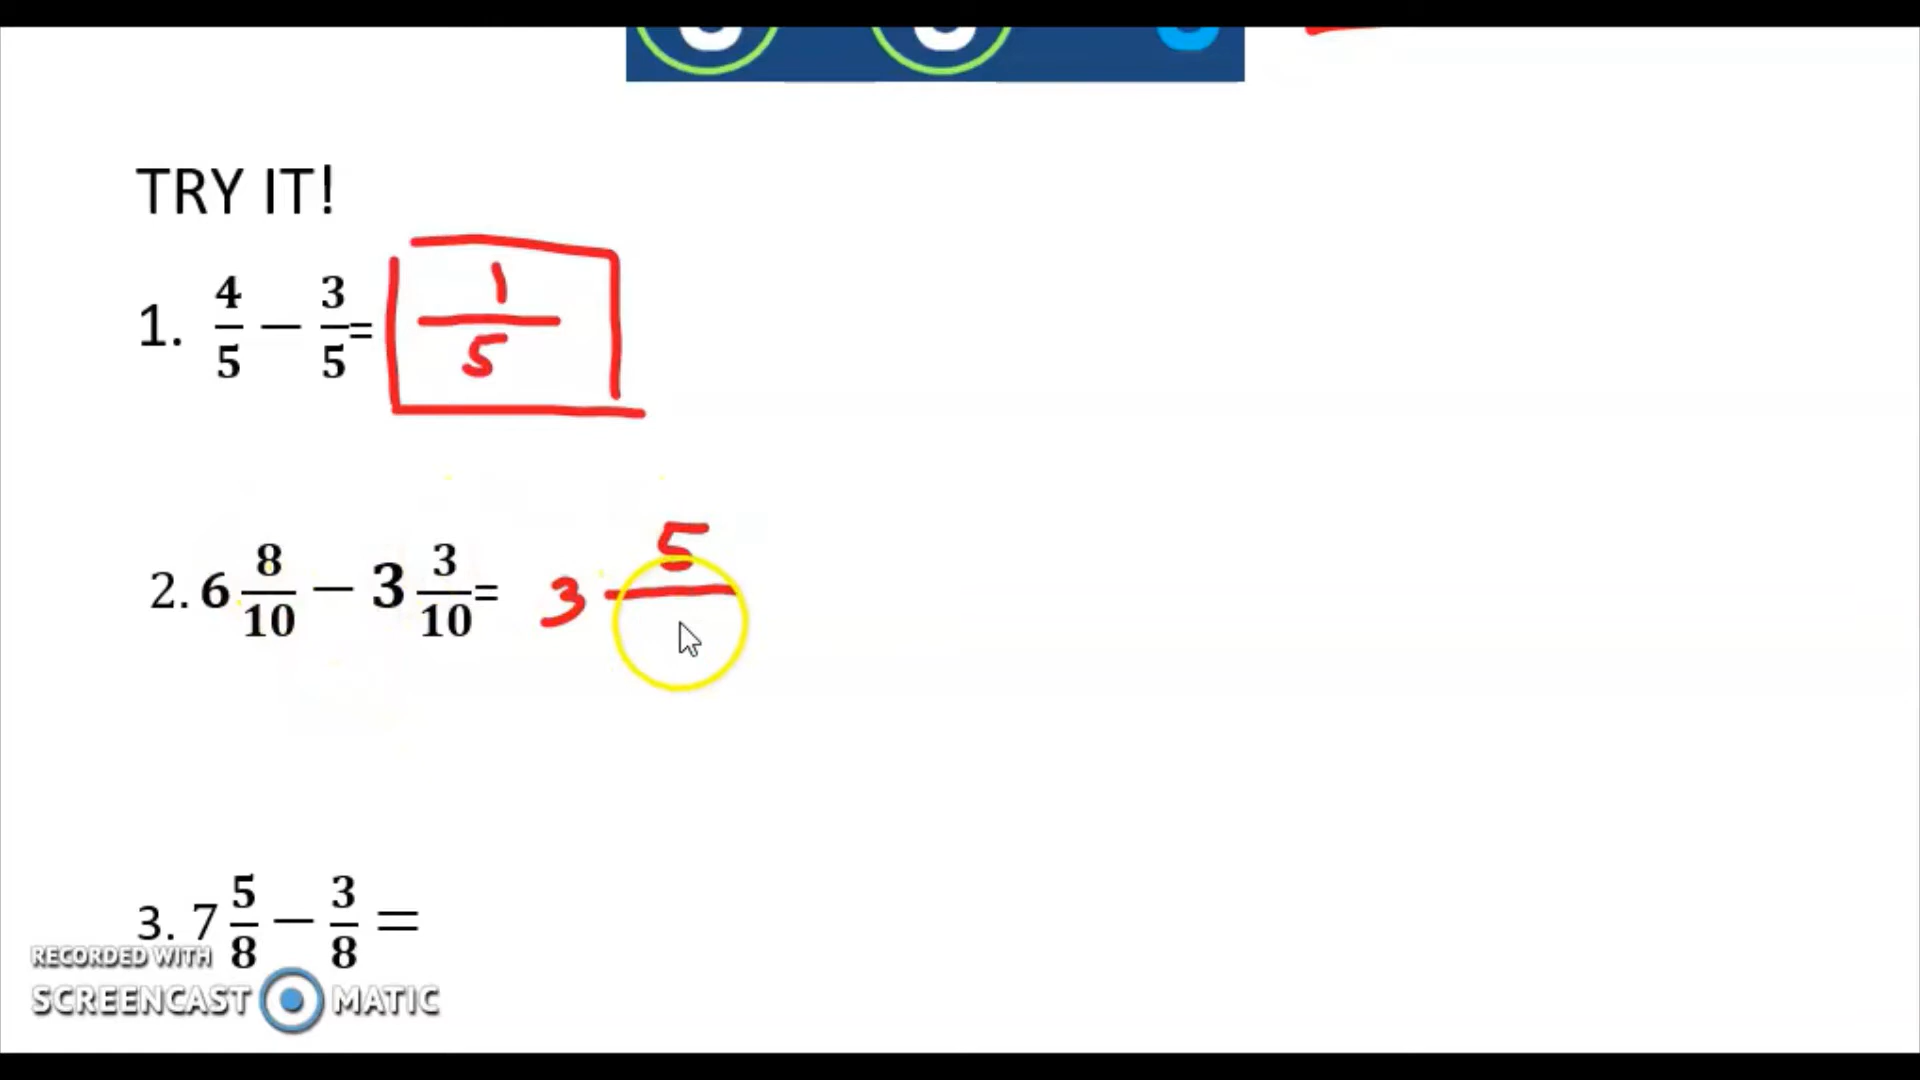 TRY IT!
1. 4/5 − 3/5 = 1/5
2. 6 8/10 − 3 3/10 = 3 5/
3. 7 5/8 − 3/8 =
RECORDED WITH
SCREENCAST MATIC